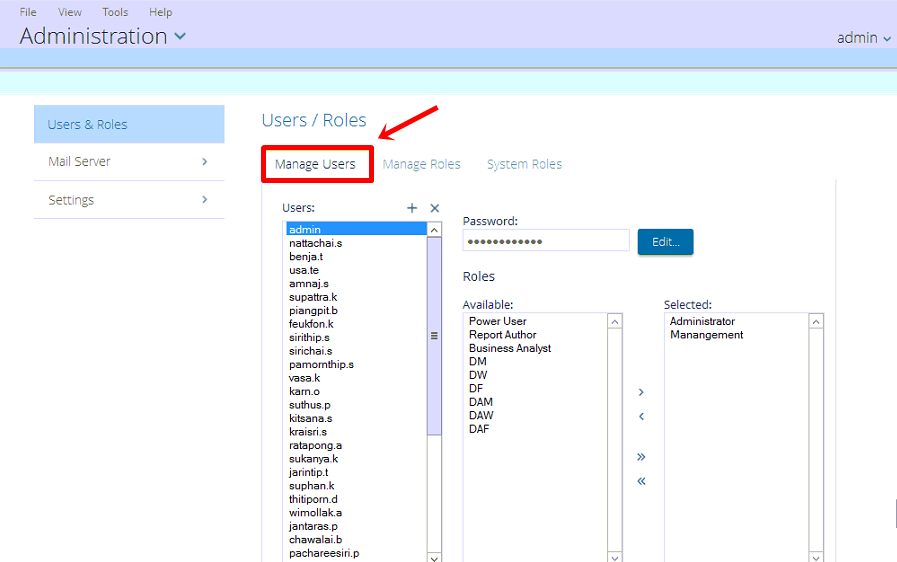 File View Tools Help
Administration
admin
Users & Roles
Mail Server
Settings
Users / Roles
Manage Users Manage Roles System Roles
Users:
admin
nattachai.s
benja.t
usa.te
amnaj.s
supattra.k
piangpit.b
feukfon.k
sirithip.s
sirichai.s
pamornthip.s
vasa.k
karn.o
suthus.p
kitsana.s
kraisri.s
ratapong.a
sukanya.k
jarintip.t
suphan.k
thitiporn.d
wimollak.a
jantaras.p
chawalai.b
pachareesiri.p
Password:
Edit...
Roles
Available:
Power User
Report Author
Business Analyst
DM
DW
DF
DAM
DAW
DAF
Selected:
Administrator
Manangement